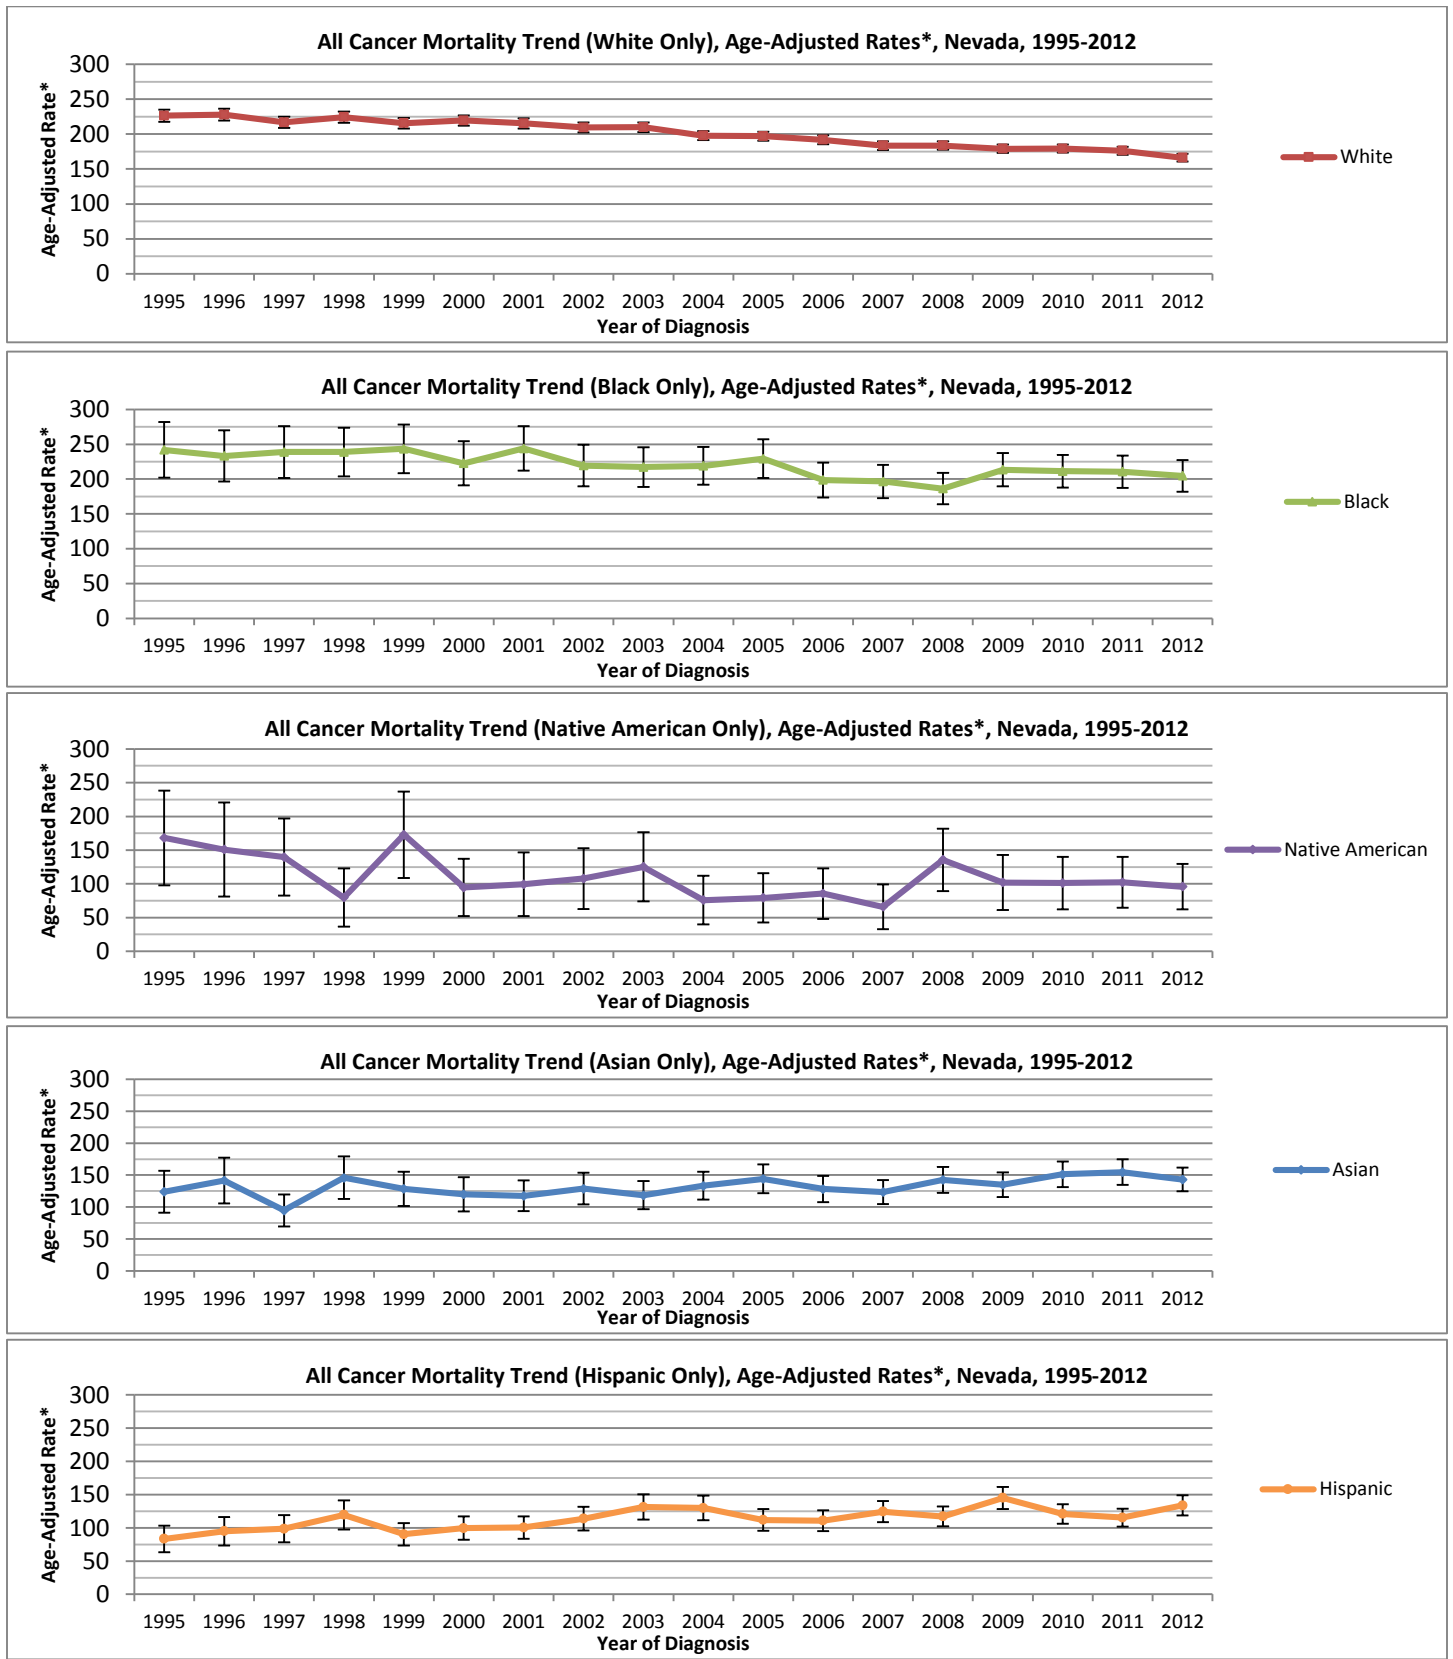 All Cancer Mortality Trend (White Only), Age-Adjusted Rates*, Nevada, 1995-2012
Age-Adjusted Rate*
300
250
200
150
100
50
0
1995 1996 1997 1998 1999 2000 2001 2002 2003 2004 2005 2006 2007 2008 2009 2010 2011 2012
Year of Diagnosis
White
All Cancer Mortality Trend (Black Only), Age-Adjusted Rates*, Nevada, 1995-2012
Age-Adjusted Rate*
300
250
200
150
100
50
0
1995 1996 1997 1998 1999 2000 2001 2002 2003 2004 2005 2006 2007 2008 2009 2010 2011 2012
Year of Diagnosis
Black
All Cancer Mortality Trend (Native American Only), Age-Adjusted Rates*, Nevada, 1995-2012
Age-Adjusted Rate*
300
250
200
150
100
50
0
1995 1996 1997 1998 1999 2000 2001 2002 2003 2004 2005 2006 2007 2008 2009 2010 2011 2012
Year of Diagnosis
Native American
All Cancer Mortality Trend (Asian Only), Age-Adjusted Rates*, Nevada, 1995-2012
Age-Adjusted Rate*
300
250
200
150
100
50
0
1995 1996 1997 1998 1999 2000 2001 2002 2003 2004 2005 2006 2007 2008 2009 2010 2011 2012
Year of Diagnosis
Asian
All Cancer Mortality Trend (Hispanic Only), Age-Adjusted Rates*, Nevada, 1995-2012
Age-Adjusted Rate*
300
250
200
150
100
50
0
1995 1996 1997 1998 1999 2000 2001 2002 2003 2004 2005 2006 2007 2008 2009 2010 2011 2012
Year of Diagnosis
Hispanic